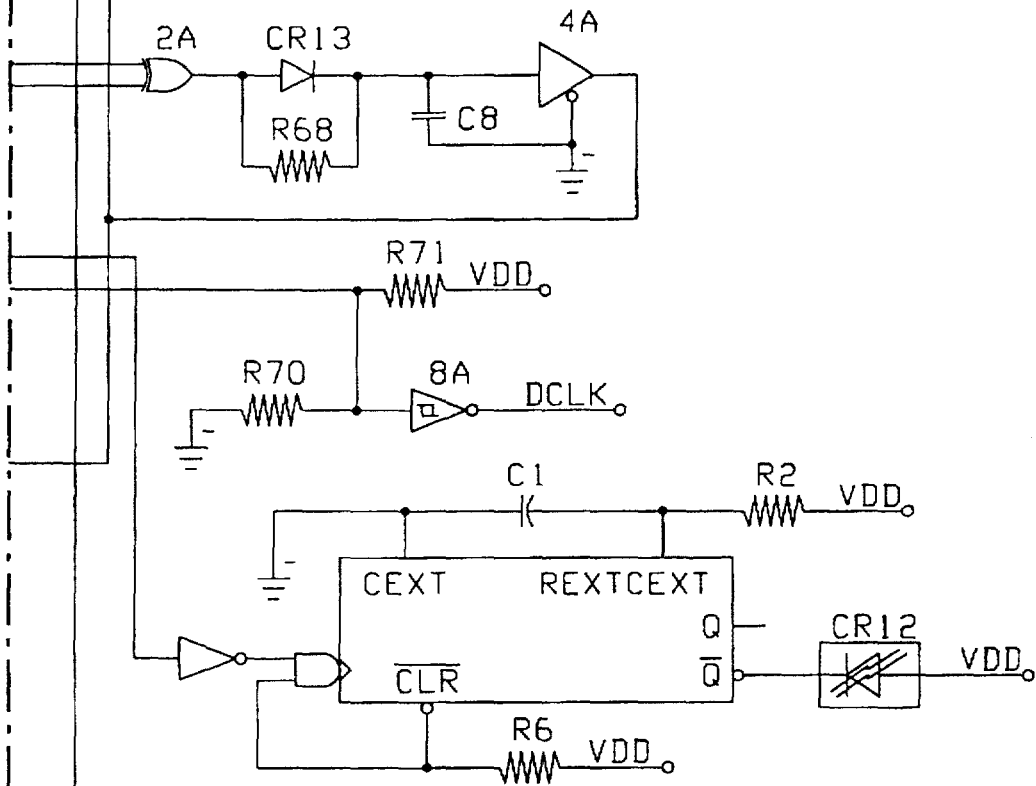 4A
2A
CR13
C8
R68
R71
VDD
R70
8A
DCLK
C1
R2
VDD
CEXT
REXTCEXT
Q
CR12
CLR
Q
VDD
R6
VDD